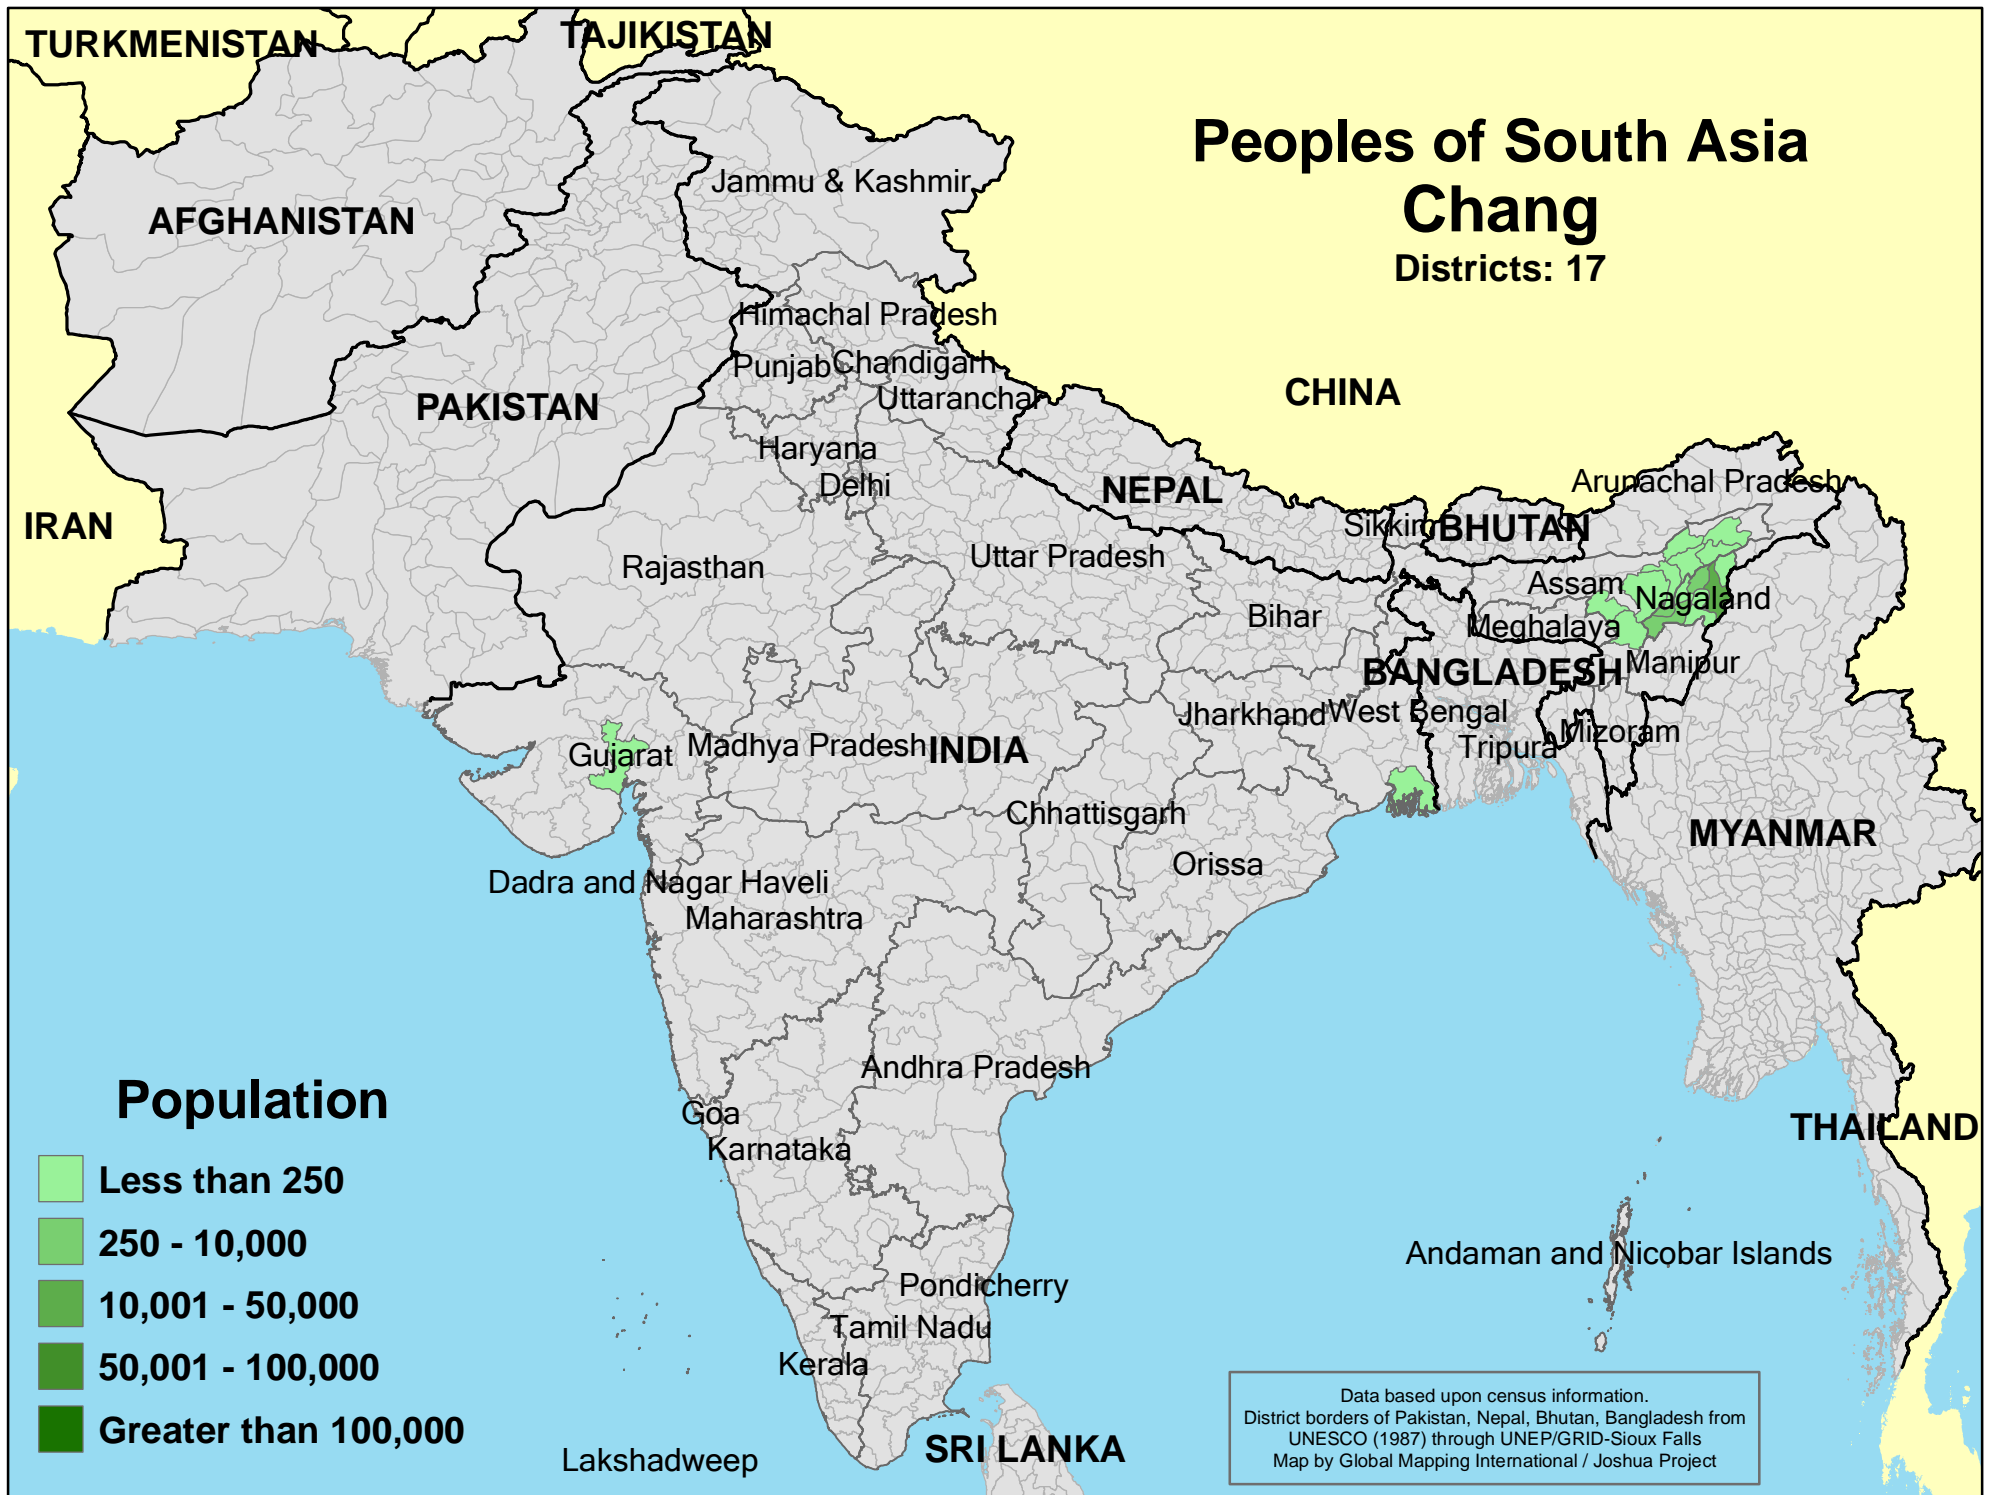 TURKMENISTAN
TAJIKISTAN
Peoples of South Asia
Chang
Districts: 17
Jammu & Kashmir
AFGHANISTAN
Himachal Pradesh
Punjab
Chandigarh
CHINA
Uttaranchal
PAKISTAN
Haryana
Delhi
NEPAL
Arunachal Pradesh
IRAN
Sikkim
BHUTAN
Rajasthan
Uttar Pradesh
Assam
Nagaland
Bihar
Meghalaya
BANGLADESH
Manipur
Jharkhand
West Bengal
Gujarat
Madhya Pradesh
INDIA
Tripura
Mizoram
Chhattisgarh
MYANMAR
Orissa
Dadra and Nagar Haveli
Maharashtra
Andhra Pradesh
Population
Goa
Karnataka
THAILAND
Less than 250
250 - 10,000
Andaman and Nicobar Islands
Pondicherry
10,001 - 50,000
Tamil Nadu
Kerala
50,001 - 100,000
Greater than 100,000
Lakshadweep
SRI LANKA
Data based upon census information.
District borders of Pakistan, Nepal, Bhutan, Bangladesh from
UNESCO (1987) through UNEP/GRID-Sioux Falls
Map by Global Mapping International / Joshua Project